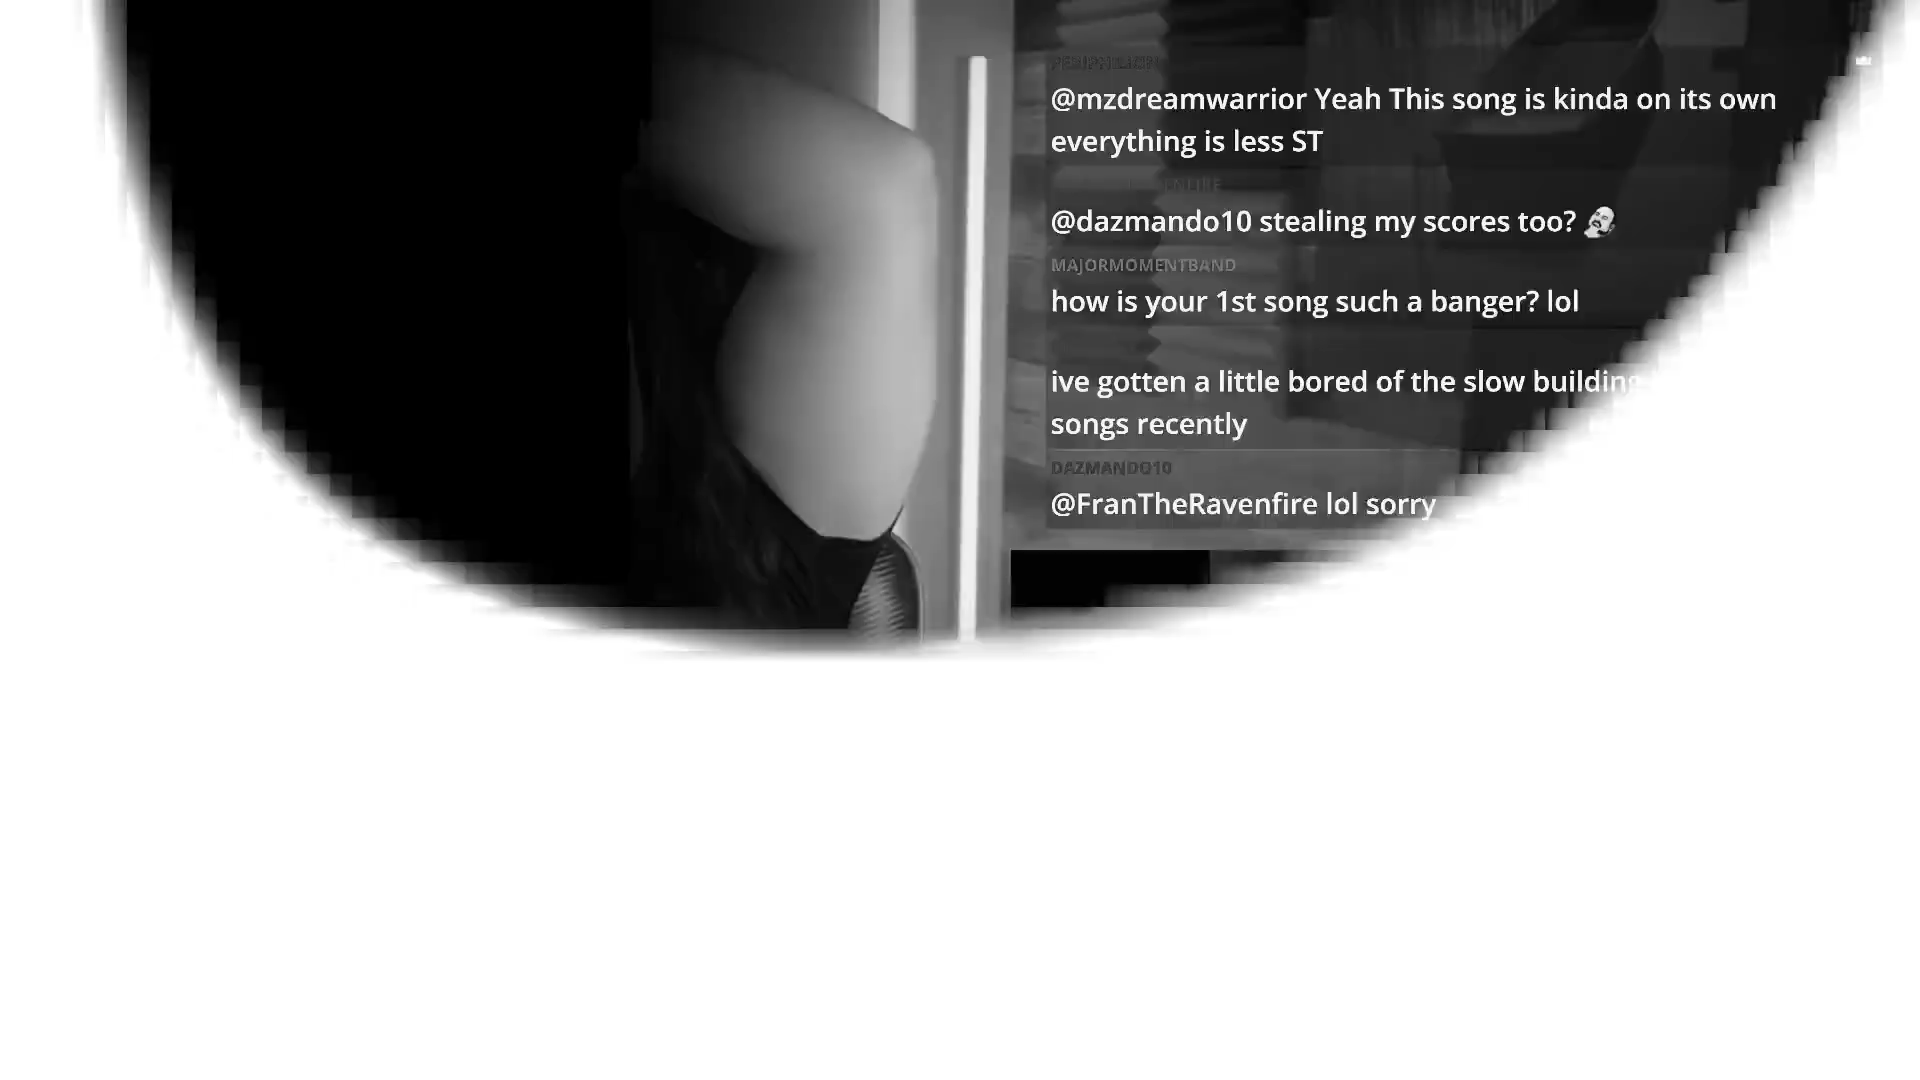 @mzdreamwarrior Yeah This song is kinda on its own
everything is less ST
@dazmando10 stealing my scores too?
MAJORMOMENTBAND
how is your 1st song such a banger? lol
ive gotten a little bored of the slow building
songs recently
DAZMANDO10
@FranTheRavenfire lol sorry